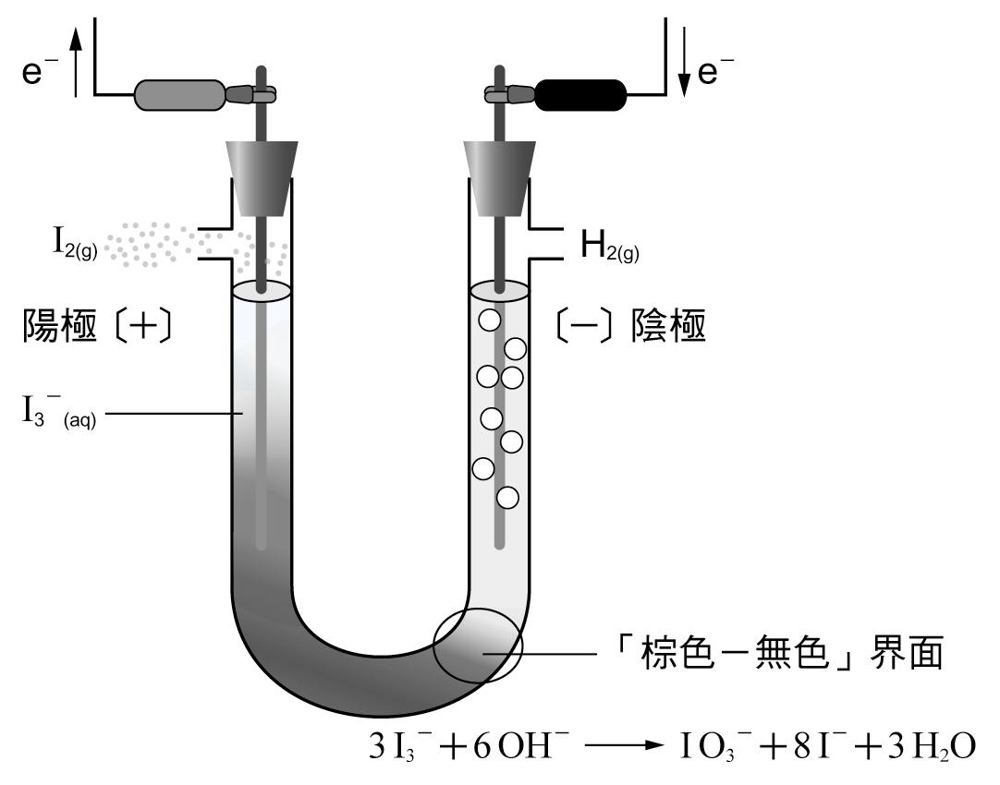 e⁻
e⁻
I₂(g)
H₂(g)
陽極〔+〕
〔−〕陰極
I₃⁻(aq)
「棕色－無色」界面
3 I₃⁻ + 6 OH⁻ ⟶ I O₃⁻ + 8 I⁻ + 3 H₂O